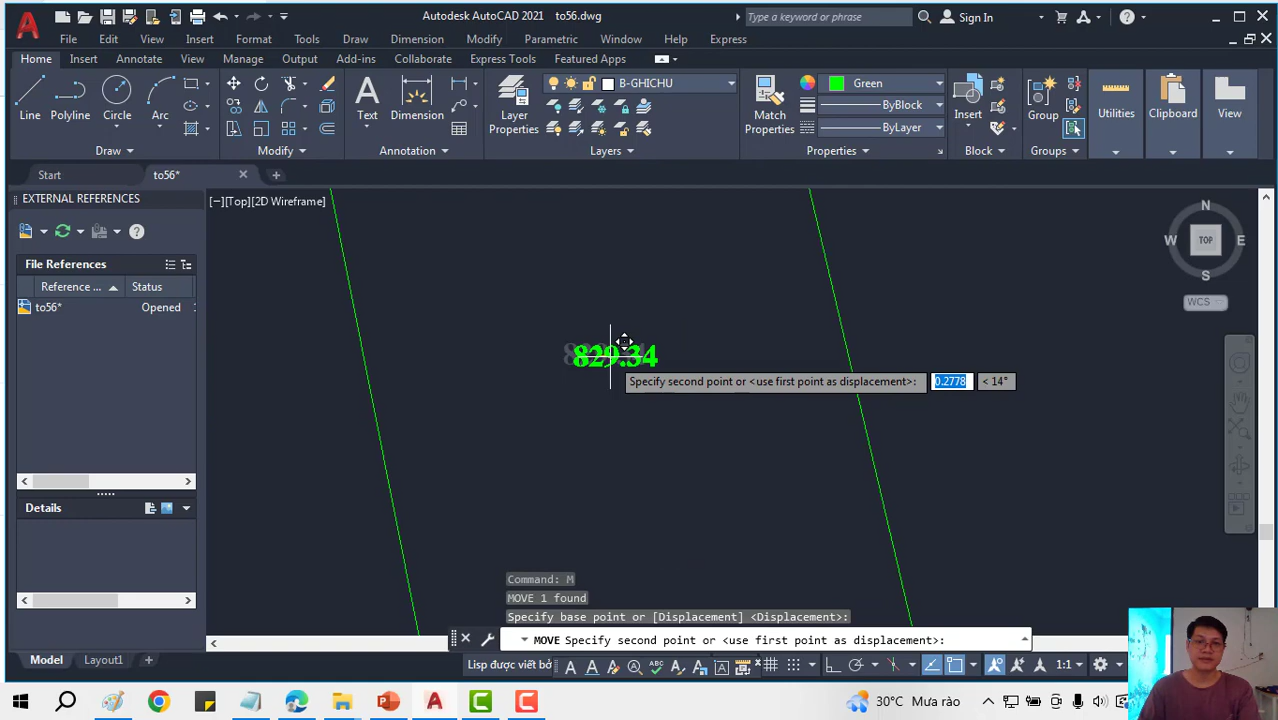 Autodesk AutoCAD 2021 to56.dwg
Type a keyword or phrase
Sign In
File Edit View Insert Format Tools Draw Dimension Modify Parametric Window Help Express
Home Insert Annotate View Manage Output Add-ins Collaborate Express Tools Featured Apps
Line Polyline Circle Arc
Text Dimension
Layer Properties
B-GHICHU
Match Properties
Green
ByBlock
ByLayer
Insert
Group
Utilities
Clipboard
View
Draw Modify Annotation Layers Properties Block Groups
Start to56*
EXTERNAL REFERENCES
[−][Top][2D Wireframe]
N
W TOP E
S
WCS
File References
Reference ... Status
to56* Opened 1
829.34
Specify second point or <use first point as displacement>: 0.2778 < 14°
Details
Command: M
MOVE 1 found
Specify base point or [Displacement] <Displacement>:
MOVE Specify second point or <use first point as displacement>:
Model Layout1
Lisp được viết bở
1:1
30°C Mưa rào